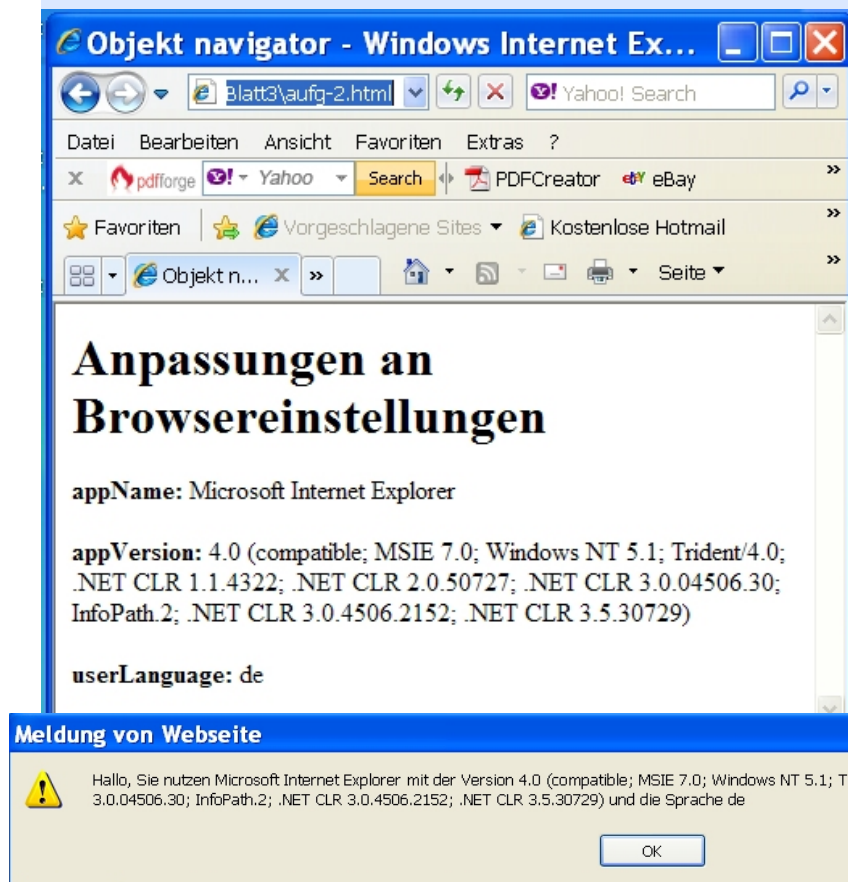 Objekt navigator - Windows Internet Ex...
Blatt3\aufg-2.html Yahoo! Search
Datei Bearbeiten Ansicht Favoriten Extras ?
x pdfforge Yahoo Search PDFCreator ebY eBay »
Favoriten Vorgeschlagene Sites Kostenlose Hotmail »
Objekt n... x » Seite »
Anpassungen an
Browsereinstellungen
appName: Microsoft Internet Explorer
appVersion: 4.0 (compatible; MSIE 7.0; Windows NT 5.1; Trident/4.0;
.NET CLR 1.1.4322; .NET CLR 2.0.50727; .NET CLR 3.0.04506.30;
InfoPath.2; .NET CLR 3.0.4506.2152; .NET CLR 3.5.30729)
userLanguage: de
Meldung von Webseite
Hallo, Sie nutzen Microsoft Internet Explorer mit der Version 4.0 (compatible; MSIE 7.0; Windows NT 5.1; T
3.0.04506.30; InfoPath.2; .NET CLR 3.0.4506.2152; .NET CLR 3.5.30729) und die Sprache de
OK